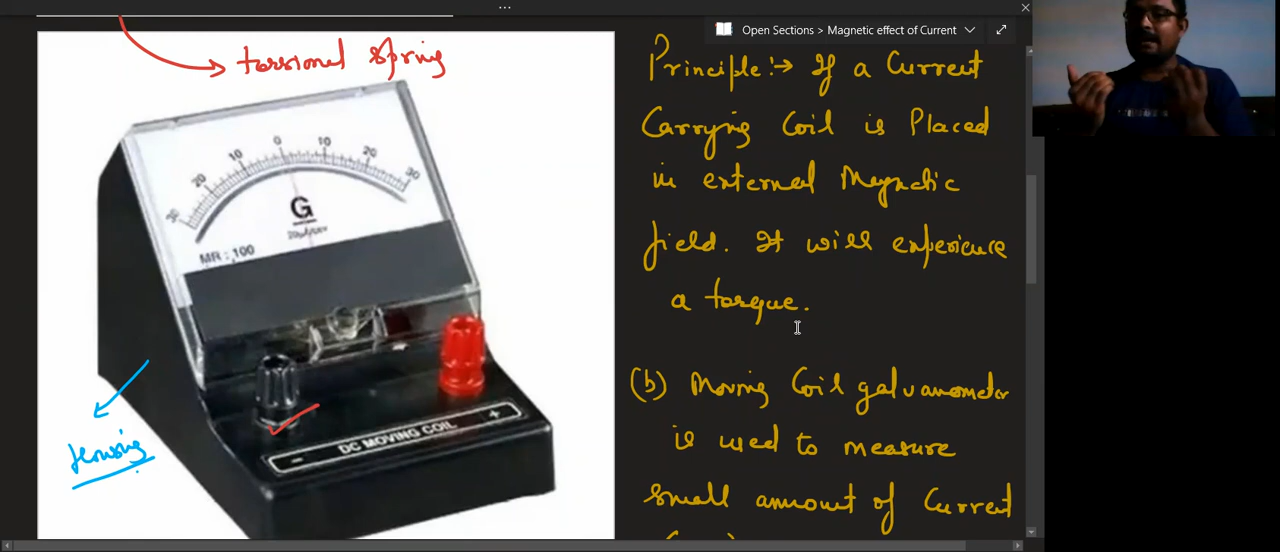 Open Sections > Magnetic effect of Current
torsional spring
30 20 10 0 10 20 30
G
MR : 100
- DC MOVING COIL +
Housing
Principle:→ If a Current
Carrying Coil is Placed
in external Magnetic
field. It will experience
a torque.
(b) Moving Coil galvanometer
is used to measure
small amount of Current